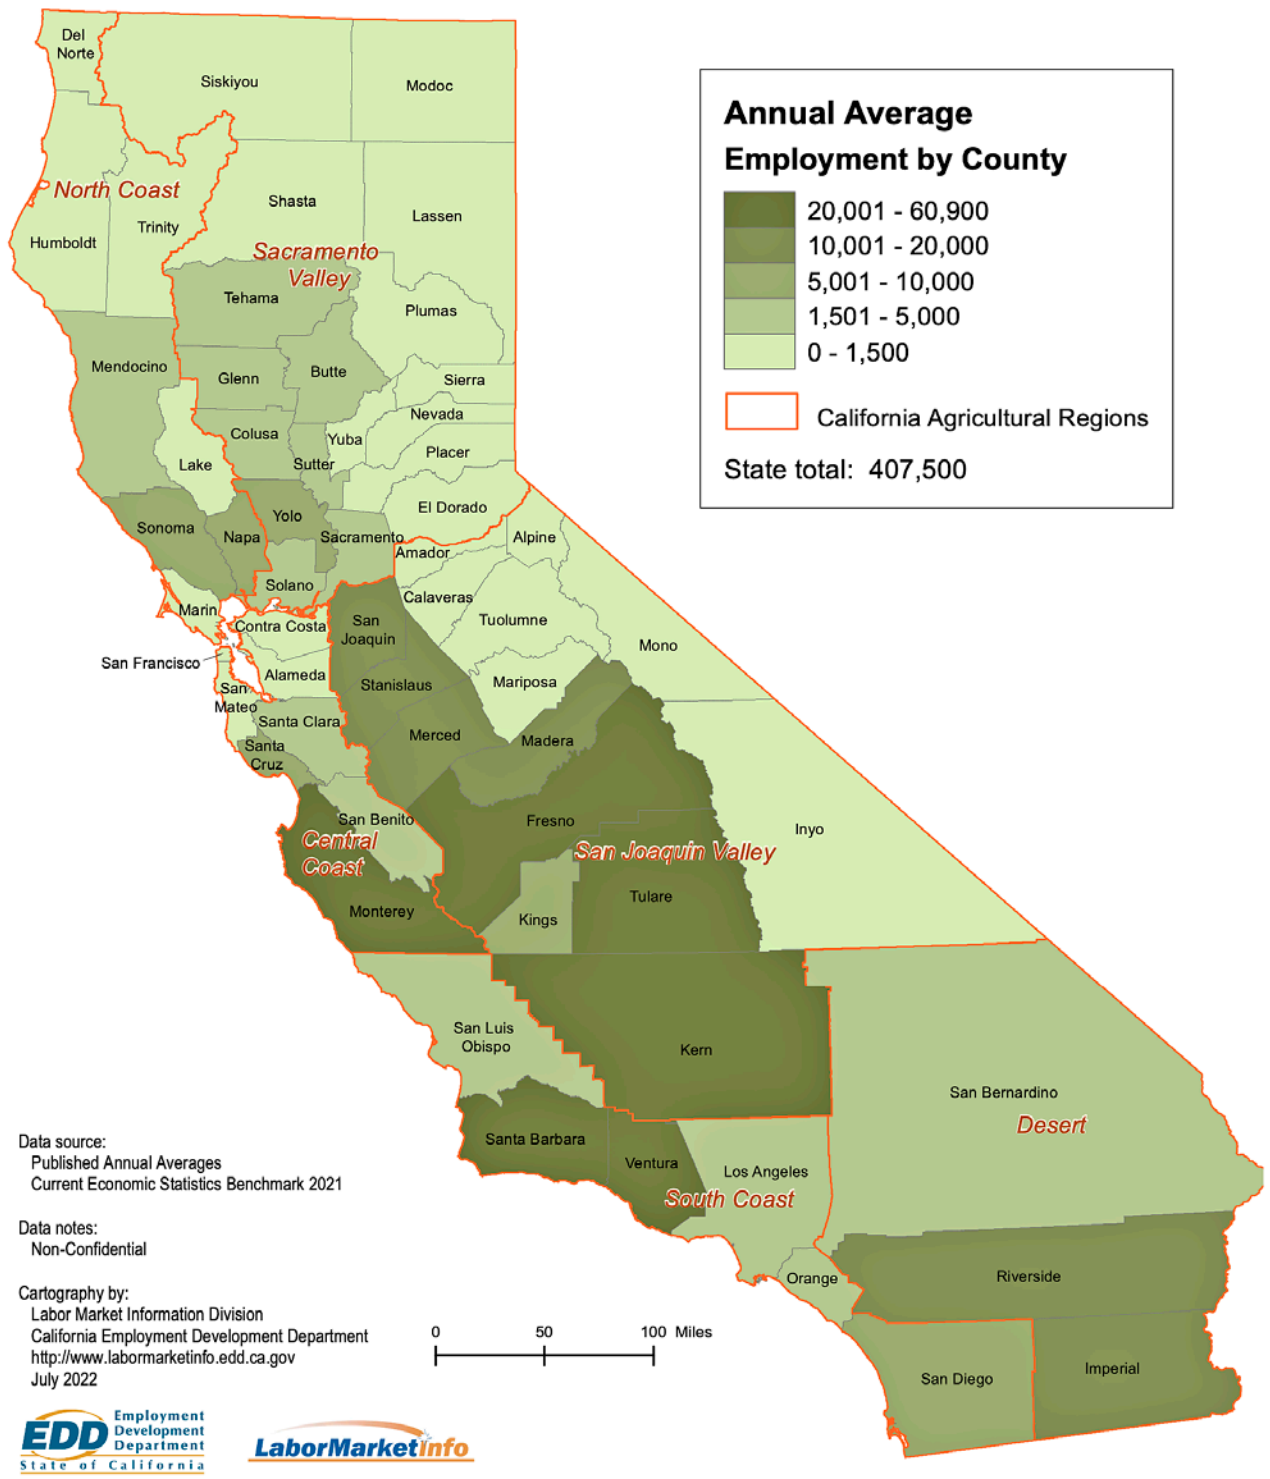 Del
Norte
Siskiyou
Modoc
North Coast
Trinity
Humboldt
Shasta
Lassen
Sacramento
Valley
Tehama
Plumas
Mendocino
Glenn
Butte
Sierra
Nevada
Colusa
Yuba
Placer
Lake
Sutter
El Dorado
Sonoma
Napa
Yolo
Sacramento
Alpine
Amador
Solano
Calaveras
Marin
Contra Costa
San
Joaquin
Tuolumne
Mono
San Francisco
Alameda
Stanislaus
Mariposa
San
Mateo
Santa Clara
Merced
Madera
Santa
Cruz
San Benito
Fresno
Inyo
Central
Coast
San Joaquin Valley
Tulare
Monterey
Kings
San Luis
Obispo
Kern
San Bernardino
Desert
Santa Barbara
Ventura
Los Angeles
South Coast
Orange
Riverside
San Diego
Imperial
Annual Average
Employment by County
20,001 - 60,900
10,001 - 20,000
5,001 - 10,000
1,501 - 5,000
0 - 1,500
California Agricultural Regions
State total: 407,500
Data source:
Published Annual Averages
Current Economic Statistics Benchmark 2021
Data notes:
Non-Confidential
Cartography by:
Labor Market Information Division
California Employment Development Department
http://www.labormarketinfo.edd.ca.gov
July 2022
0 50 100 Miles
EDD
Employment
Development
Department
State of California
LaborMarketInfo